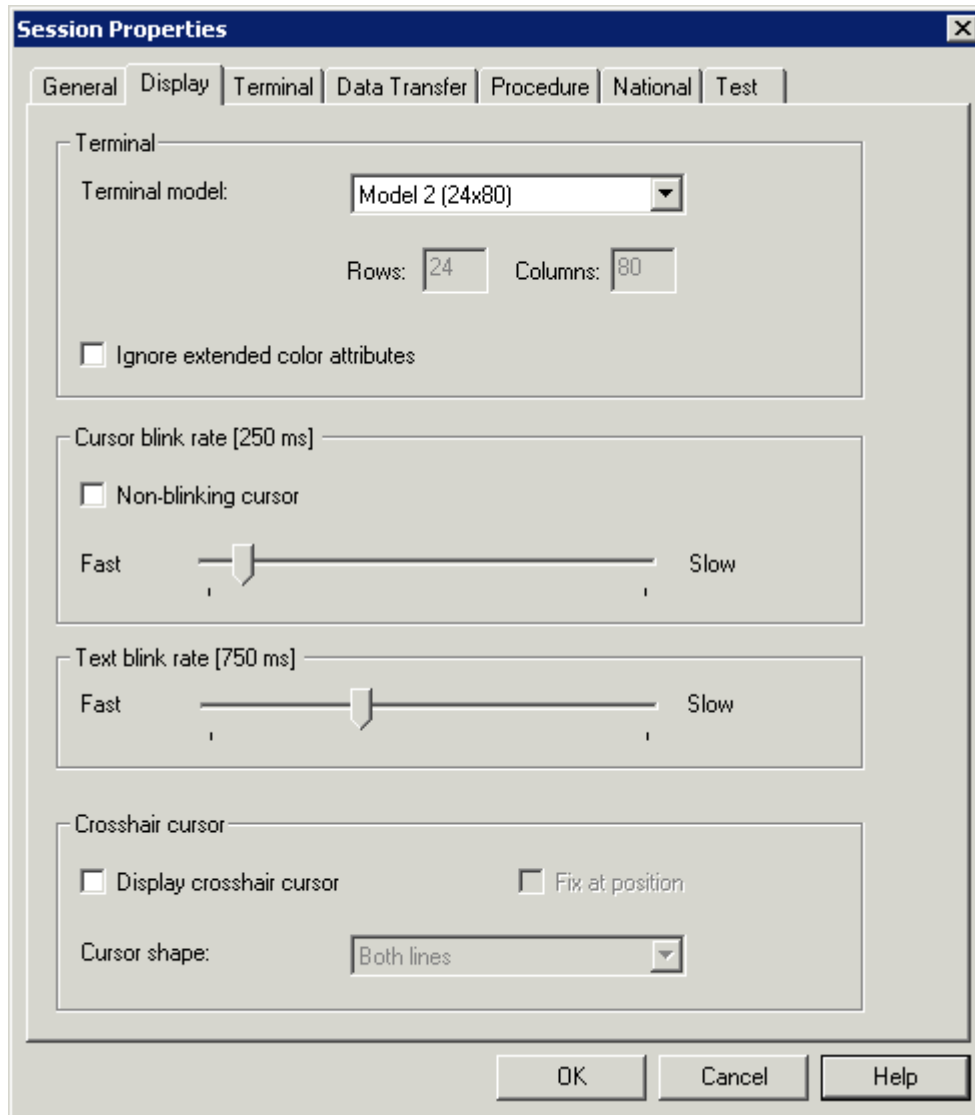 Session Properties
General Display Terminal Data Transfer Procedure National Test
Terminal
Terminal model: Model 2 (24x80)
Rows: 24 Columns: 80
Ignore extended color attributes
Cursor blink rate [250 ms]
Non-blinking cursor
Fast Slow
Text blink rate [750 ms]
Fast Slow
Crosshair cursor
Display crosshair cursor Fix at position
Cursor shape: Both lines
OK Cancel Help